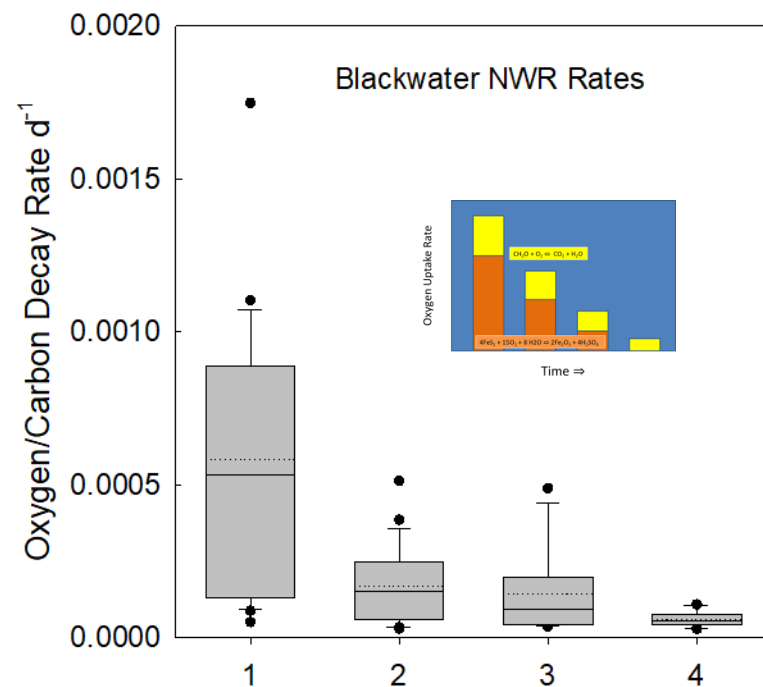 Blackwater NWR Rates
Oxygen/Carbon Decay Rate d⁻¹
0.0020
0.0015
0.0010
0.0005
0.0000
1 2 3 4
Oxygen Uptake Rate
CH₂O + O₂ ⇨ CO₂ + H₂O
4FeS₂ + 15O₂ + 8 H2O ⇨ 2Fe₂O₃ + 4H₂SO₄
Time ⇒